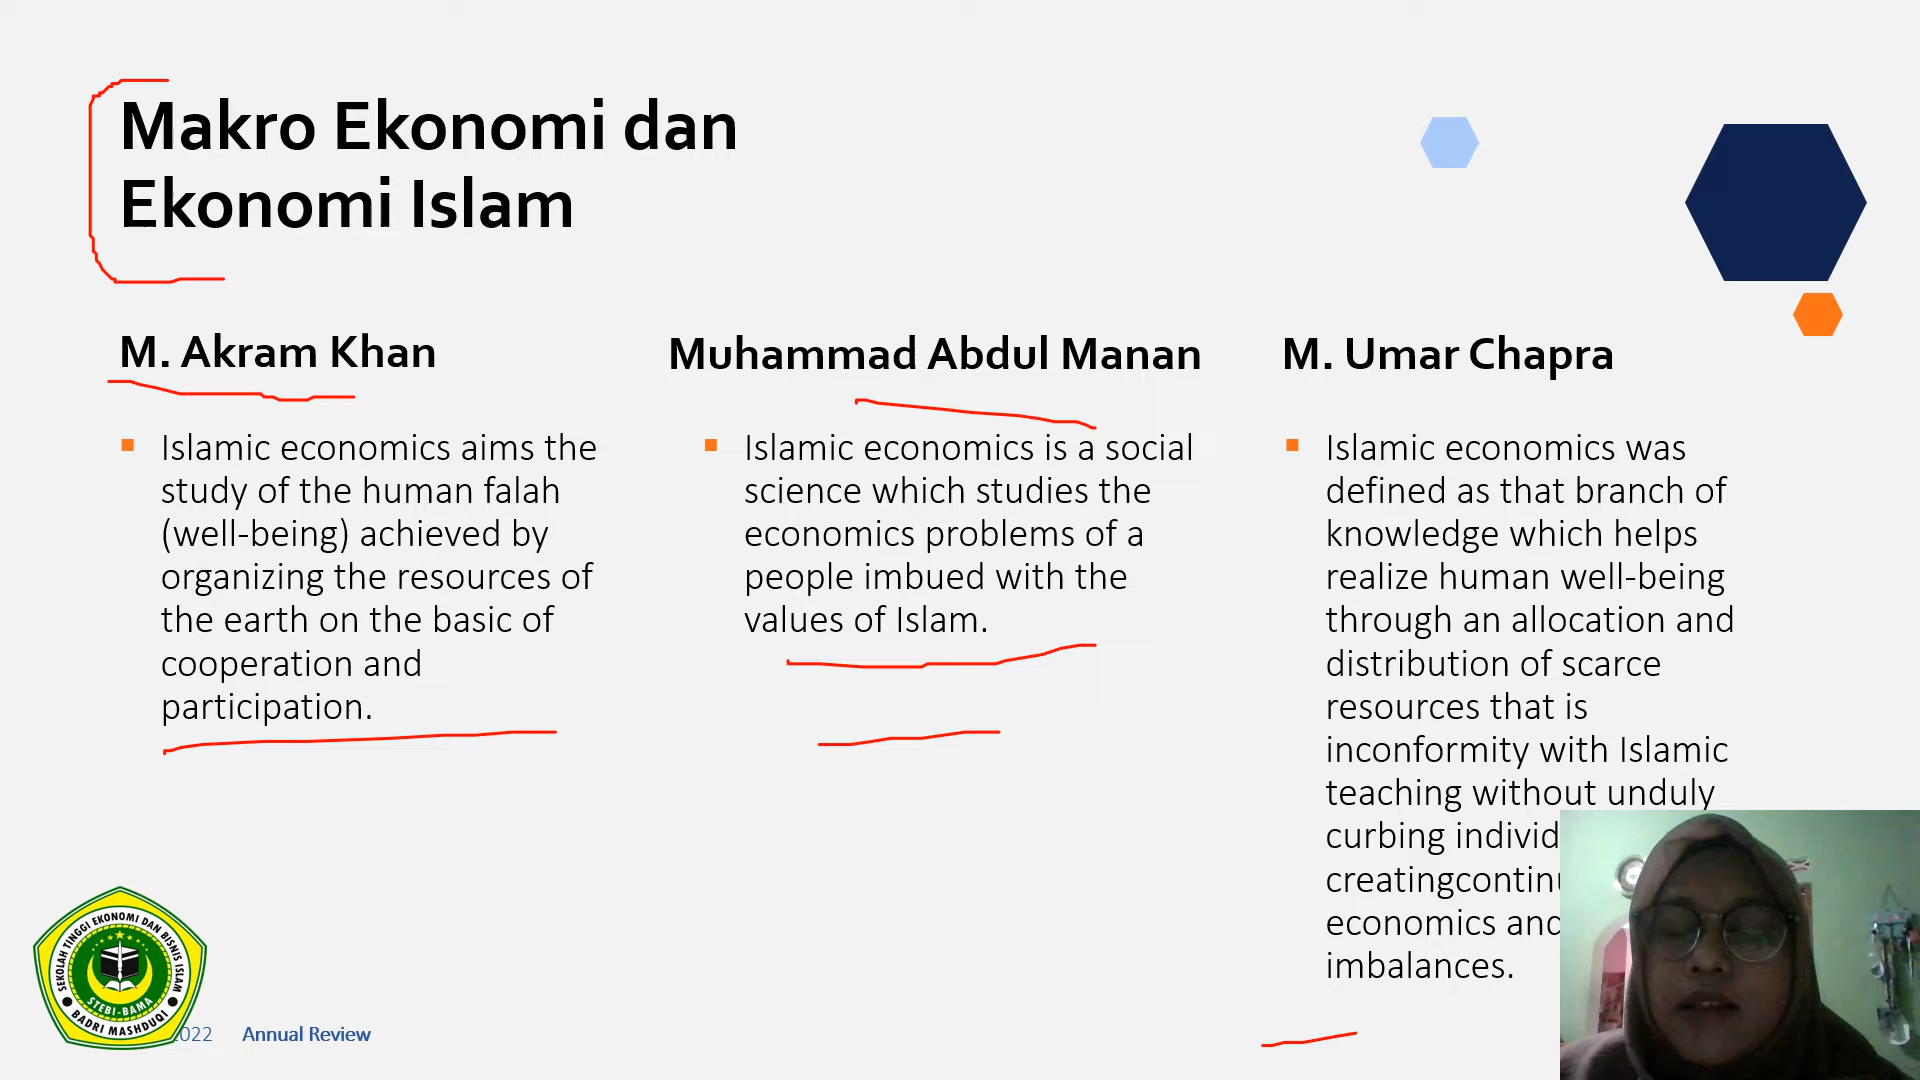 Makro Ekonomi dan
Ekonomi Islam
M. Akram Khan
Islamic economics aims the
study of the human falah
(well-being) achieved by
organizing the resources of
the earth on the basic of
cooperation and
participation.
Muhammad Abdul Manan
Islamic economics is a social
science which studies the
economics problems of a
people imbued with the
values of Islam.
M. Umar Chapra
Islamic economics was
defined as that branch of
knowledge which helps
realize human well-being
through an allocation and
distribution of scarce
resources that is
inconformity with Islamic
teaching without unduly
curbing individ
creatingcontinu
economics and
imbalances.
SEKOLAH TINGGI EKONOMI DAN BISNIS ISLAM
STEBI-BAMA
BADRI MASHDUQI
2022 Annual Review